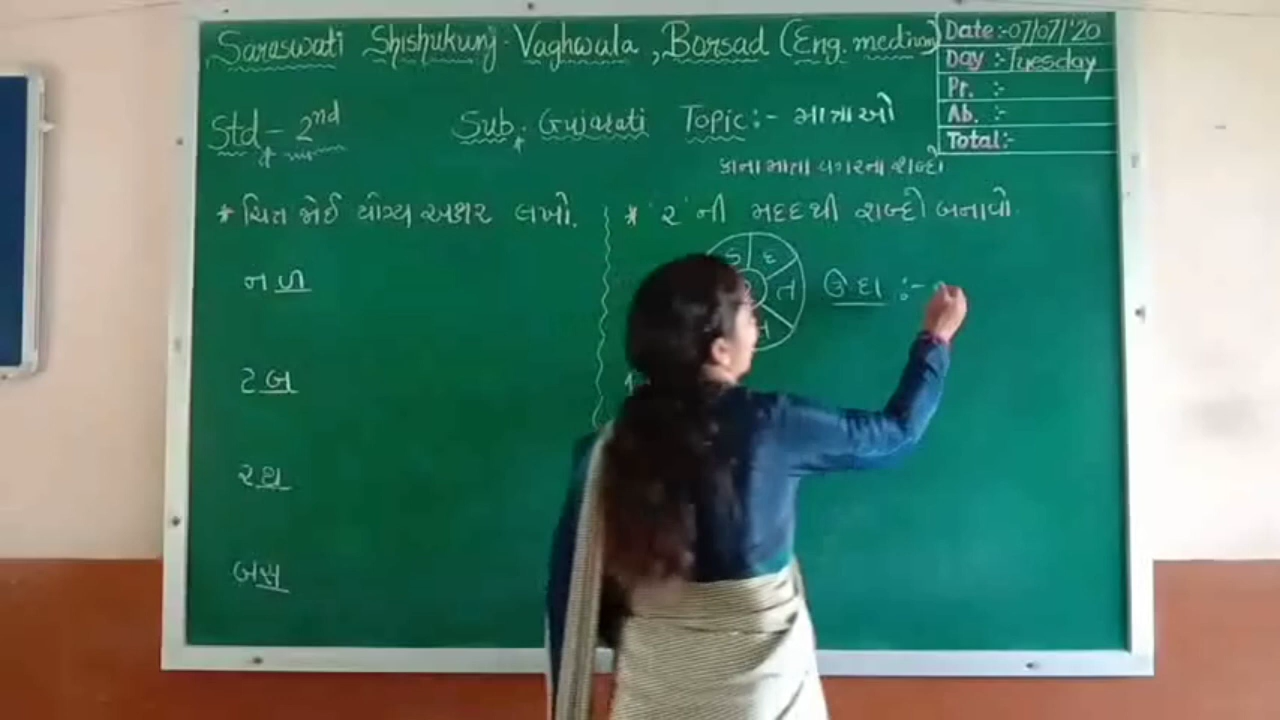 Saraswati Shishukunj - Vaghwala, Borsad (Eng. medium)
Date :- 07/07/'20
Day :- Tuesday
Pr. :-
Ab. :-
Total:-
Std - 2nd
Sub. Gujarati
Topic:- માત્રાઓ
કાના માત્રા વગરના શબ્દો
* ચિત્ર જોઈ યોગ્ય અક્ષર લખો.
નળ
ટબ
રથ
બસ
* 'ર' ની મદદથી શબ્દો બનાવો.
ક દ
ત
ઉદા :-